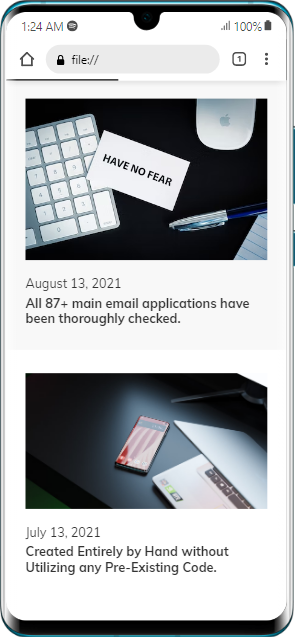 1:24 AM 100%
file:// 1
HAVE NO FEAR
August 13, 2021
All 87+ main email applications have
been thoroughly checked.
July 13, 2021
Created Entirely by Hand without
Utilizing any Pre-Existing Code.